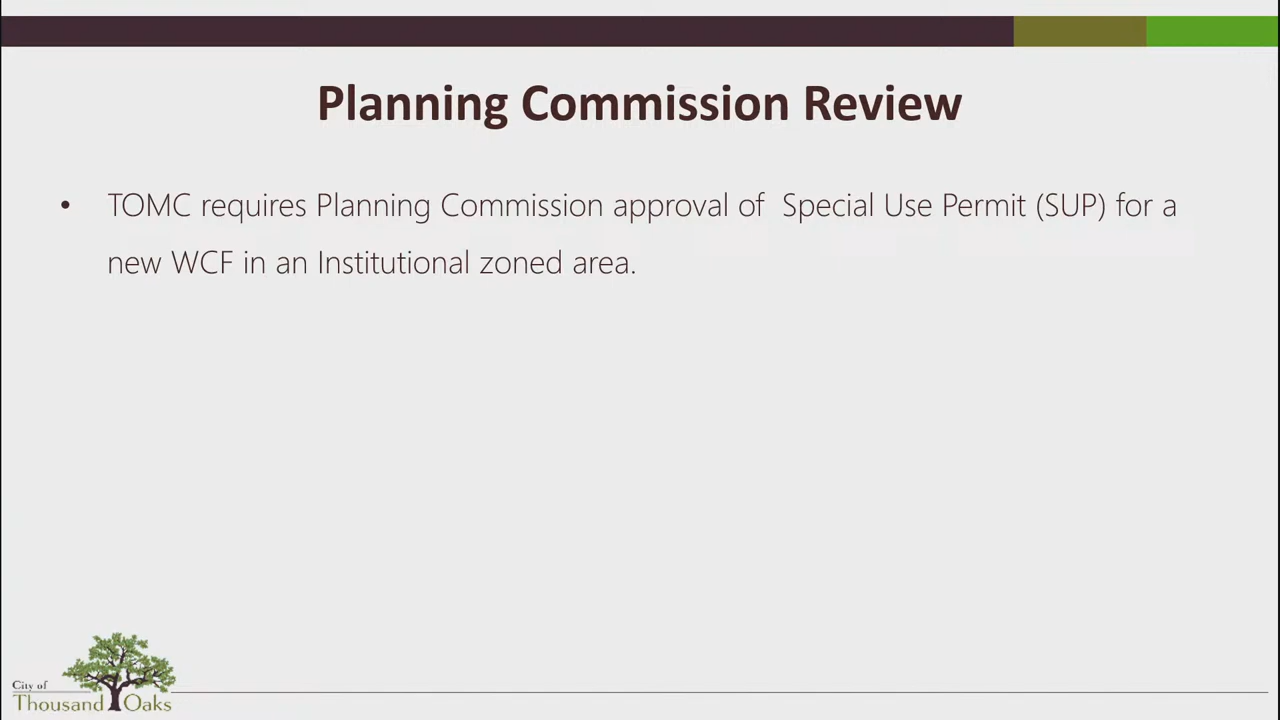 Planning Commission Review
• TOMC requires Planning Commission approval of  Special Use Permit (SUP) for a
new WCF in an Institutional zoned area.
City of
Thousand Oaks